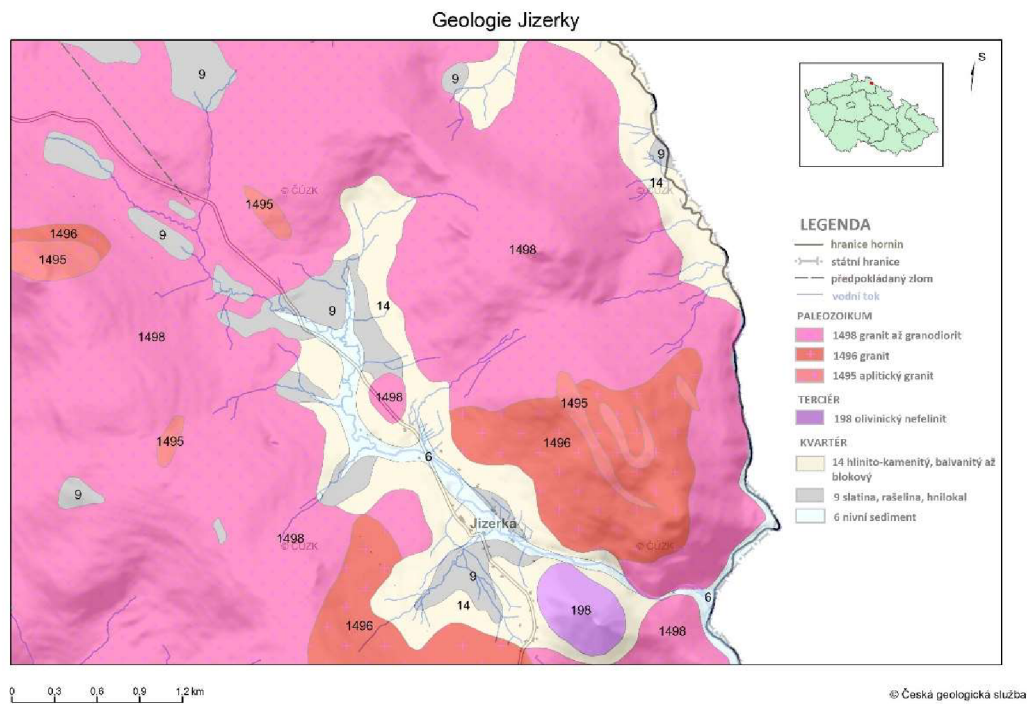 Geologie Jizerky
S
9
9
9
14
© ČÚZK
© ČÚZK
1495
1496
1495
9
1498
9
14
1498
1498
1495
1496
1495
9
6
Jizerka
1498
© ČÚZK
© ČÚZK
9
14
1496
198
6
1498
LEGENDA
hranice hornin
státní hranice
předpokládaný zlom
vodní tok
PALEOZOIKUM
1498 granit až granodiorit
1496 granit
1495 aplitický granit
TERCIÉR
198 olivinický nefelinit
KVARTÉR
14 hlinito-kamenitý, balvanitý až
blokový
9 slatina, rašelina, hnilokal
6 nivní sediment
0 0,3 0,6 0,9 1,2 km
© Česká geologická služba